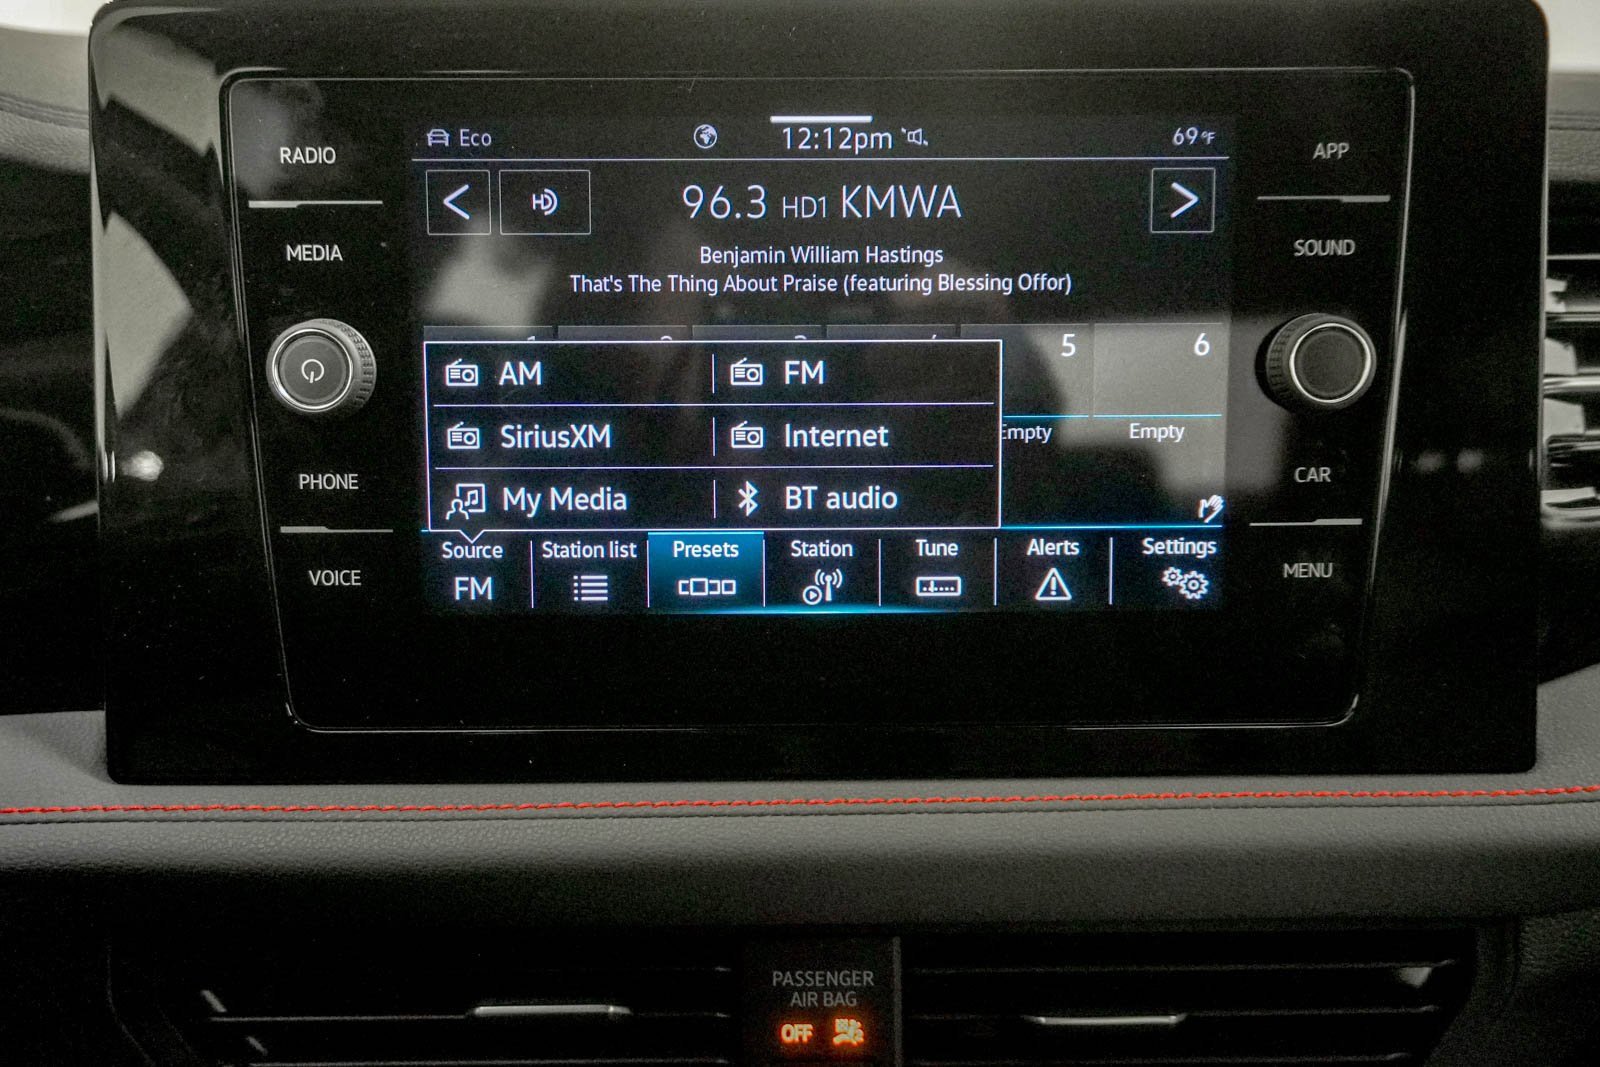 RADIO
MEDIA
PHONE
VOICE
Eco
12:12pm
69°F
HD
96.3 HD1 KMWA
Benjamin William Hastings
That's The Thing About Praise (featuring Blessing Offor)
5
6
AM
FM
SiriusXM
Internet
My Media
BT audio
Empty
Empty
Source
FM
Station list
Presets
Station
Tune
Alerts
Settings
APP
SOUND
CAR
MENU
PASSENGER
AIR BAG
OFF